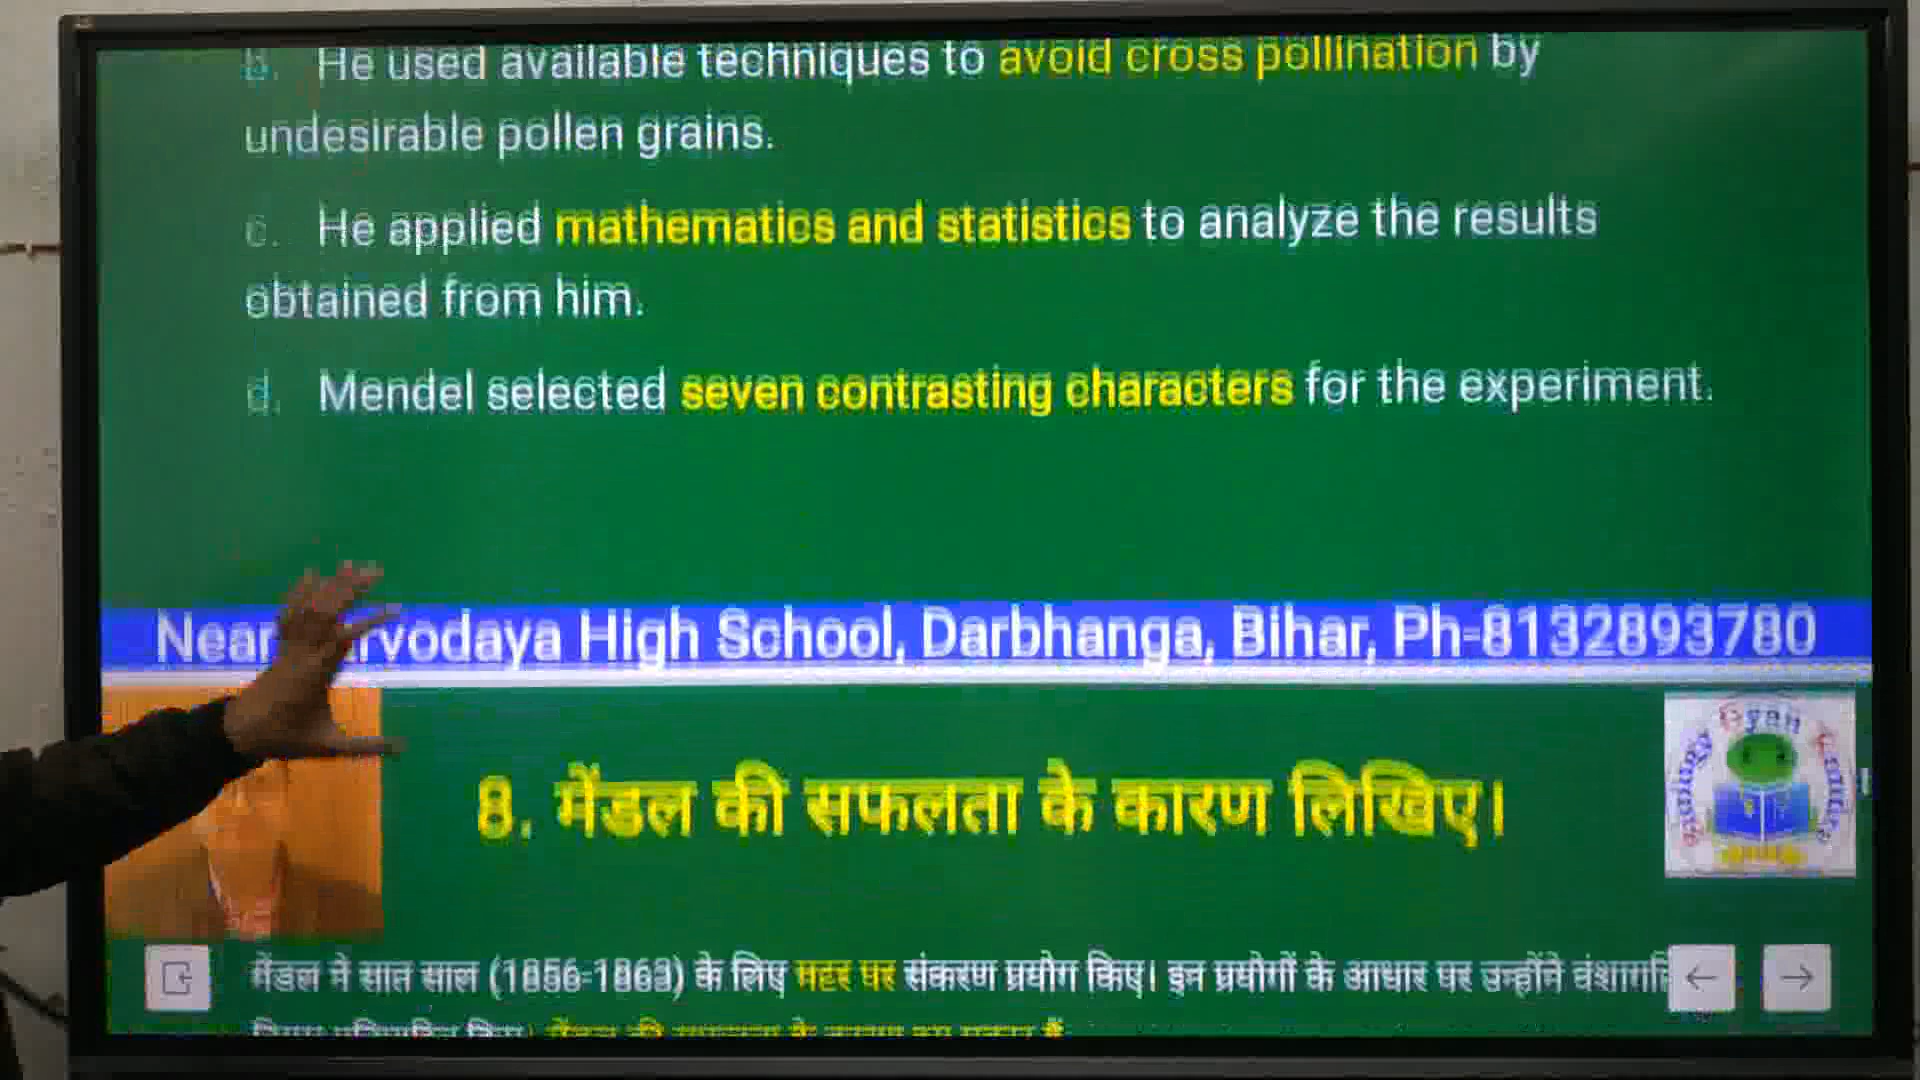 b. He used available techniques to avoid cross pollination by
undesirable pollen grains.
c. He applied mathematics and statistics to analyze the results
obtained from him.
d. Mendel selected seven contrasting characters for the experiment.
Near rvodaya High School, Darbhanga, Bihar, Ph-8132893780
8. मेंडल की सफलता के कारण लिखिए।
Gyan
मेंडल ने सात साल (1856-1863) के लिए मटर पर संकरण प्रयोग किए। इन प्रयोगों के आधार पर उन्होंने